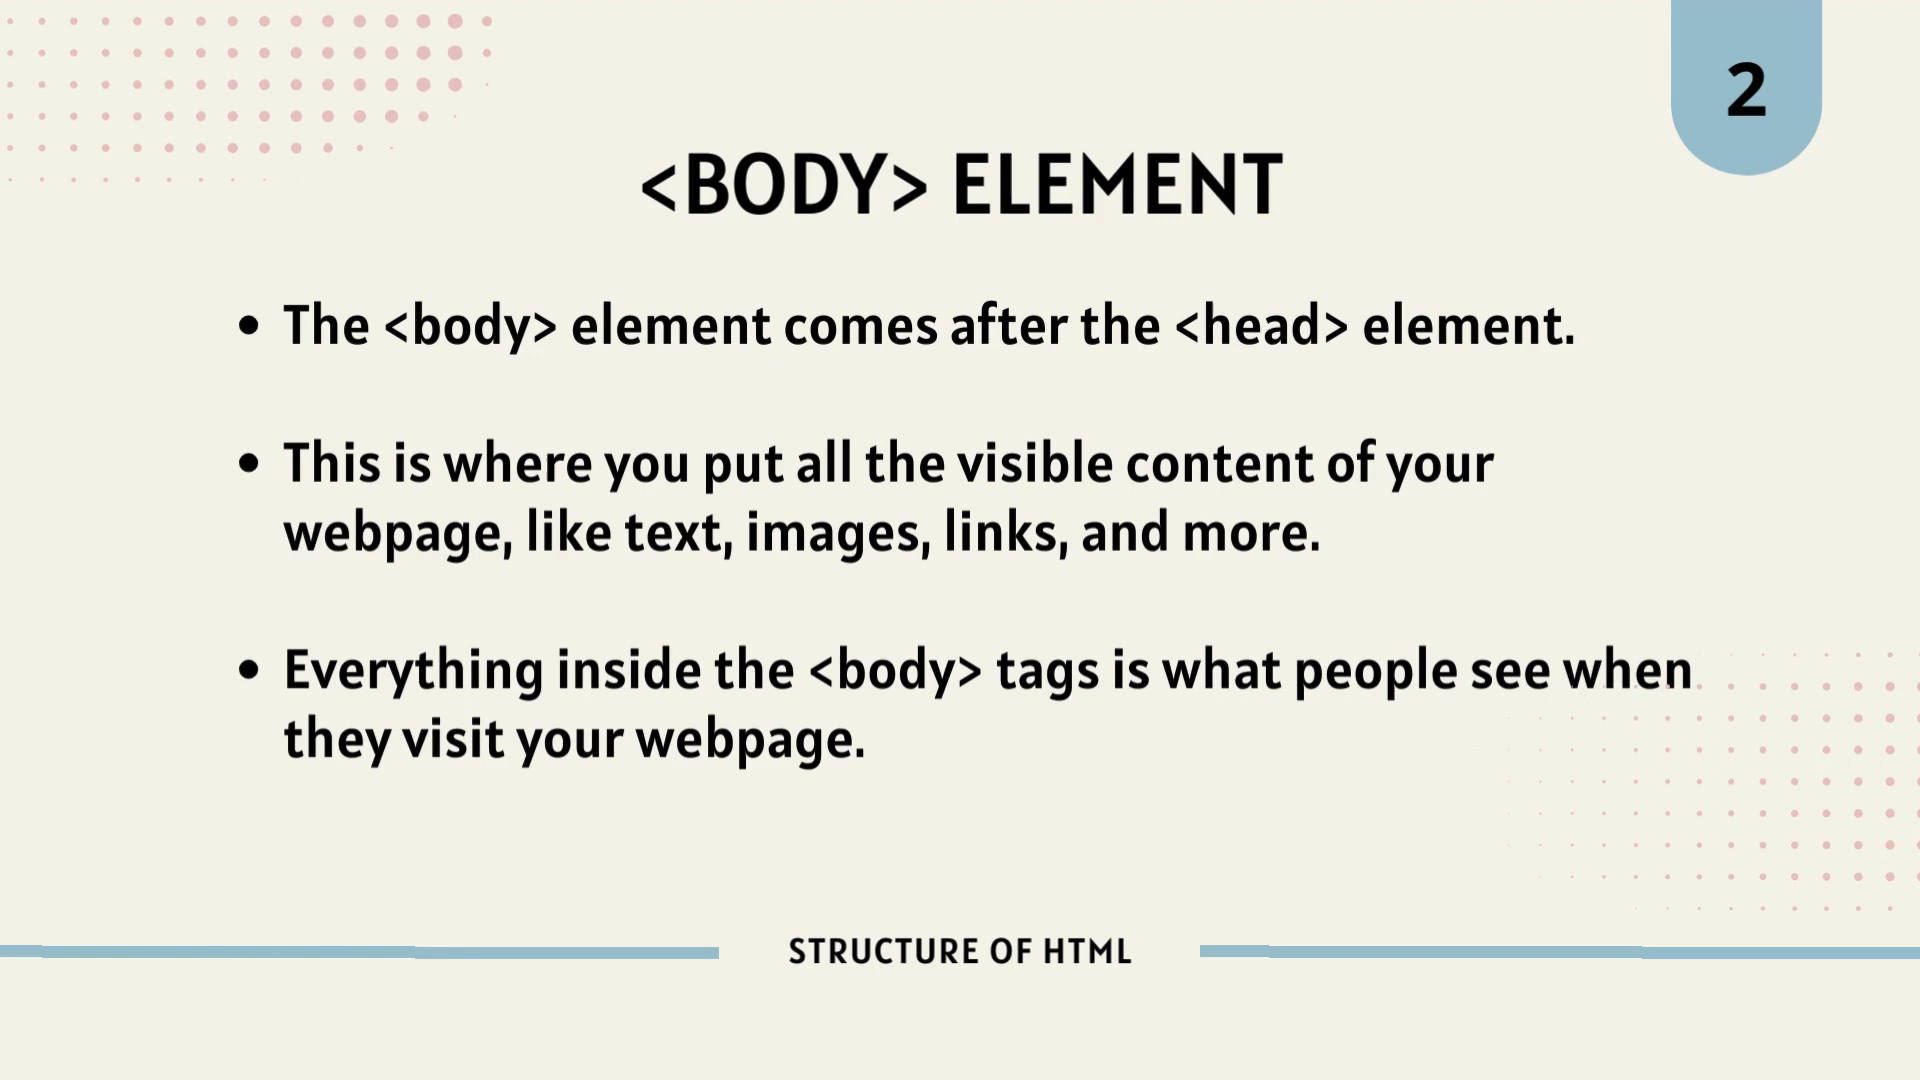 2
<BODY> ELEMENT
• The <body> element comes after the <head> element.
• This is where you put all the visible content of your
webpage, like text, images, links, and more.
• Everything inside the <body> tags is what people see when
they visit your webpage.
STRUCTURE OF HTML